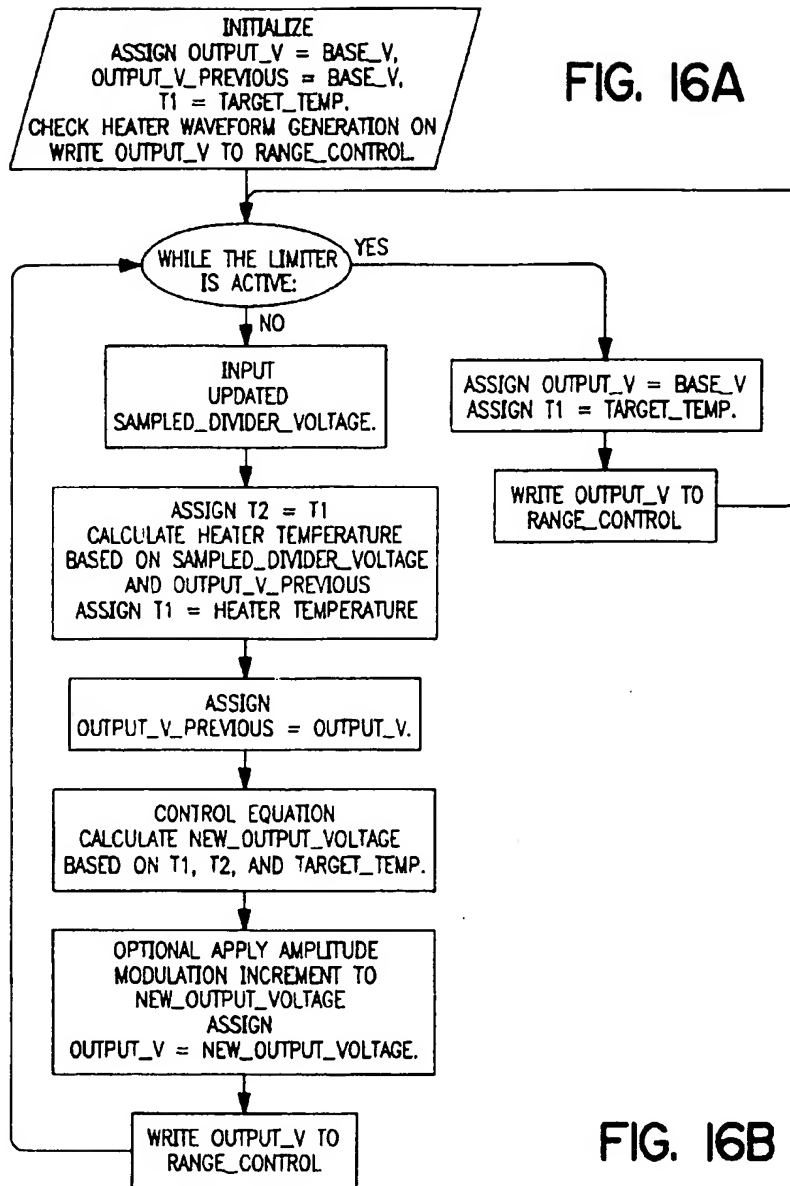 INITIALIZE
ASSIGN OUTPUT_V = BASE_V,
OUTPUT_V_PREVIOUS = BASE_V,
T1 = TARGET_TEMP.
CHECK HEATER WAVEFORM GENERATION ON
WRITE OUTPUT_V TO RANGE_CONTROL.
FIG. 16A
WHILE THE LIMITER
IS ACTIVE:
YES
NO
INPUT
UPDATED
SAMPLED_DIVIDER_VOLTAGE.
ASSIGN OUTPUT_V = BASE_V
ASSIGN T1 = TARGET_TEMP.
WRITE OUTPUT_V TO
RANGE_CONTROL
ASSIGN T2 = T1
CALCULATE HEATER TEMPERATURE
BASED ON SAMPLED_DIVIDER_VOLTAGE
AND OUTPUT_V_PREVIOUS
ASSIGN T1 = HEATER TEMPERATURE
ASSIGN
OUTPUT_V_PREVIOUS = OUTPUT_V.
CONTROL EQUATION
CALCULATE NEW_OUTPUT_VOLTAGE
BASED ON T1, T2, AND TARGET_TEMP.
OPTIONAL APPLY AMPLITUDE
MODULATION INCREMENT TO
NEW_OUTPUT_VOLTAGE
ASSIGN
OUTPUT_V = NEW_OUTPUT_VOLTAGE.
WRITE OUTPUT_V TO
RANGE_CONTROL
FIG. 16B